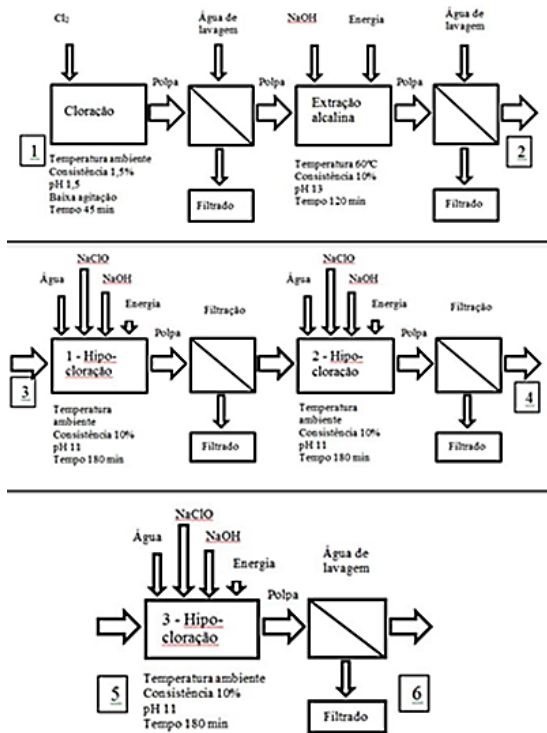 Cl₂
Água de
lavagem
NaOH
Energia
Água de
lavagem
Cloração
Polpa
Polpa
Extração
alcalina
Polpa
1
Temperatura ambiente
Consistência 1,5%
pH 1,5
Baixa agitação
Tempo 45 min
Filtrado
Temperatura 60ºC
Consistência 10%
pH 13
Tempo 120 min
Filtrado
2
NaClO
Água
NaOH
Energia
Filtração
NaClO
Água
NaOH
Energia
Filtração
1 - Hipo-
cloração
Polpa
2 - Hipo-
cloração
Polpa
3
Temperatura
ambiente
Consistência 10%
pH 11
Tempo 180 min
Filtrado
Temperatura
ambiente
Consistência 10%
pH 11
Tempo 180 min
Filtrado
4
NaClO
Água
NaOH
Energia
Água de
lavagem
3 - Hipo-
cloração
Polpa
5
Temperatura ambiente
Consistência 10%
pH 11
Tempo 180 min
Filtrado
6